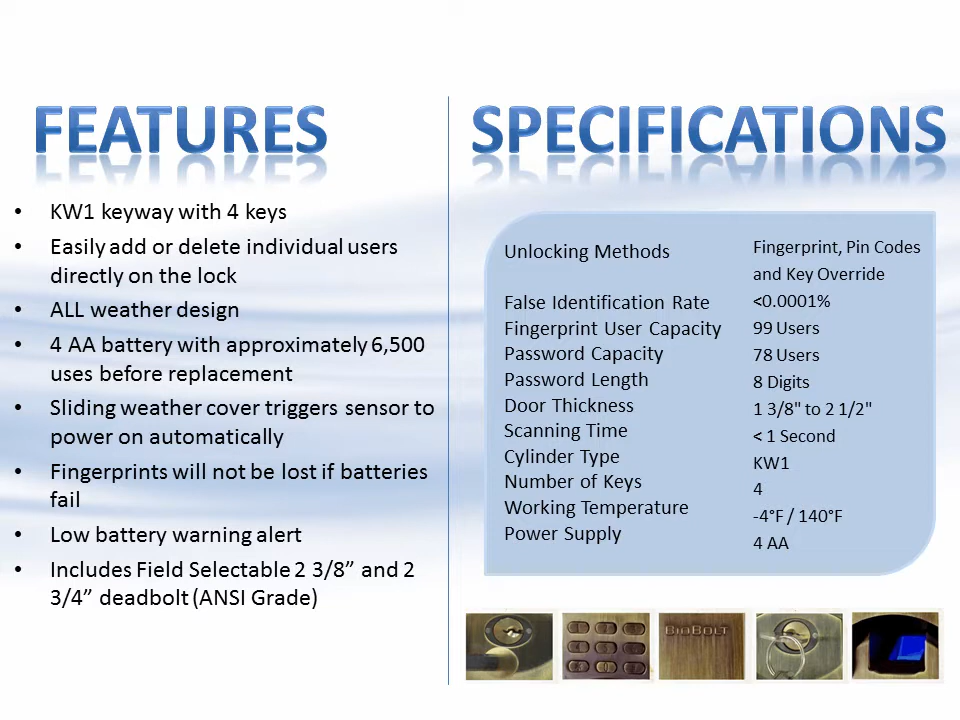 FEATURES
• KW1 keyway with 4 keys
• Easily add or delete individual users
directly on the lock
• ALL weather design
• 4 AA battery with approximately 6,500
uses before replacement
• Sliding weather cover triggers sensor to
power on automatically
• Fingerprints will not be lost if batteries
fail
• Low battery warning alert
• Includes Field Selectable 2 3/8” and 2
3/4” deadbolt (ANSI Grade)
SPECIFICATIONS
Unlocking Methods
False Identification Rate
Fingerprint User Capacity
Password Capacity
Password Length
Door Thickness
Scanning Time
Cylinder Type
Number of Keys
Working Temperature
Power Supply
Fingerprint, Pin Codes
and Key Override
<0.0001%
99 Users
78 Users
8 Digits
1 3/8" to 2 1/2"
< 1 Second
KW1
4
-4°F / 140°F
4 AA
BIOBOLT